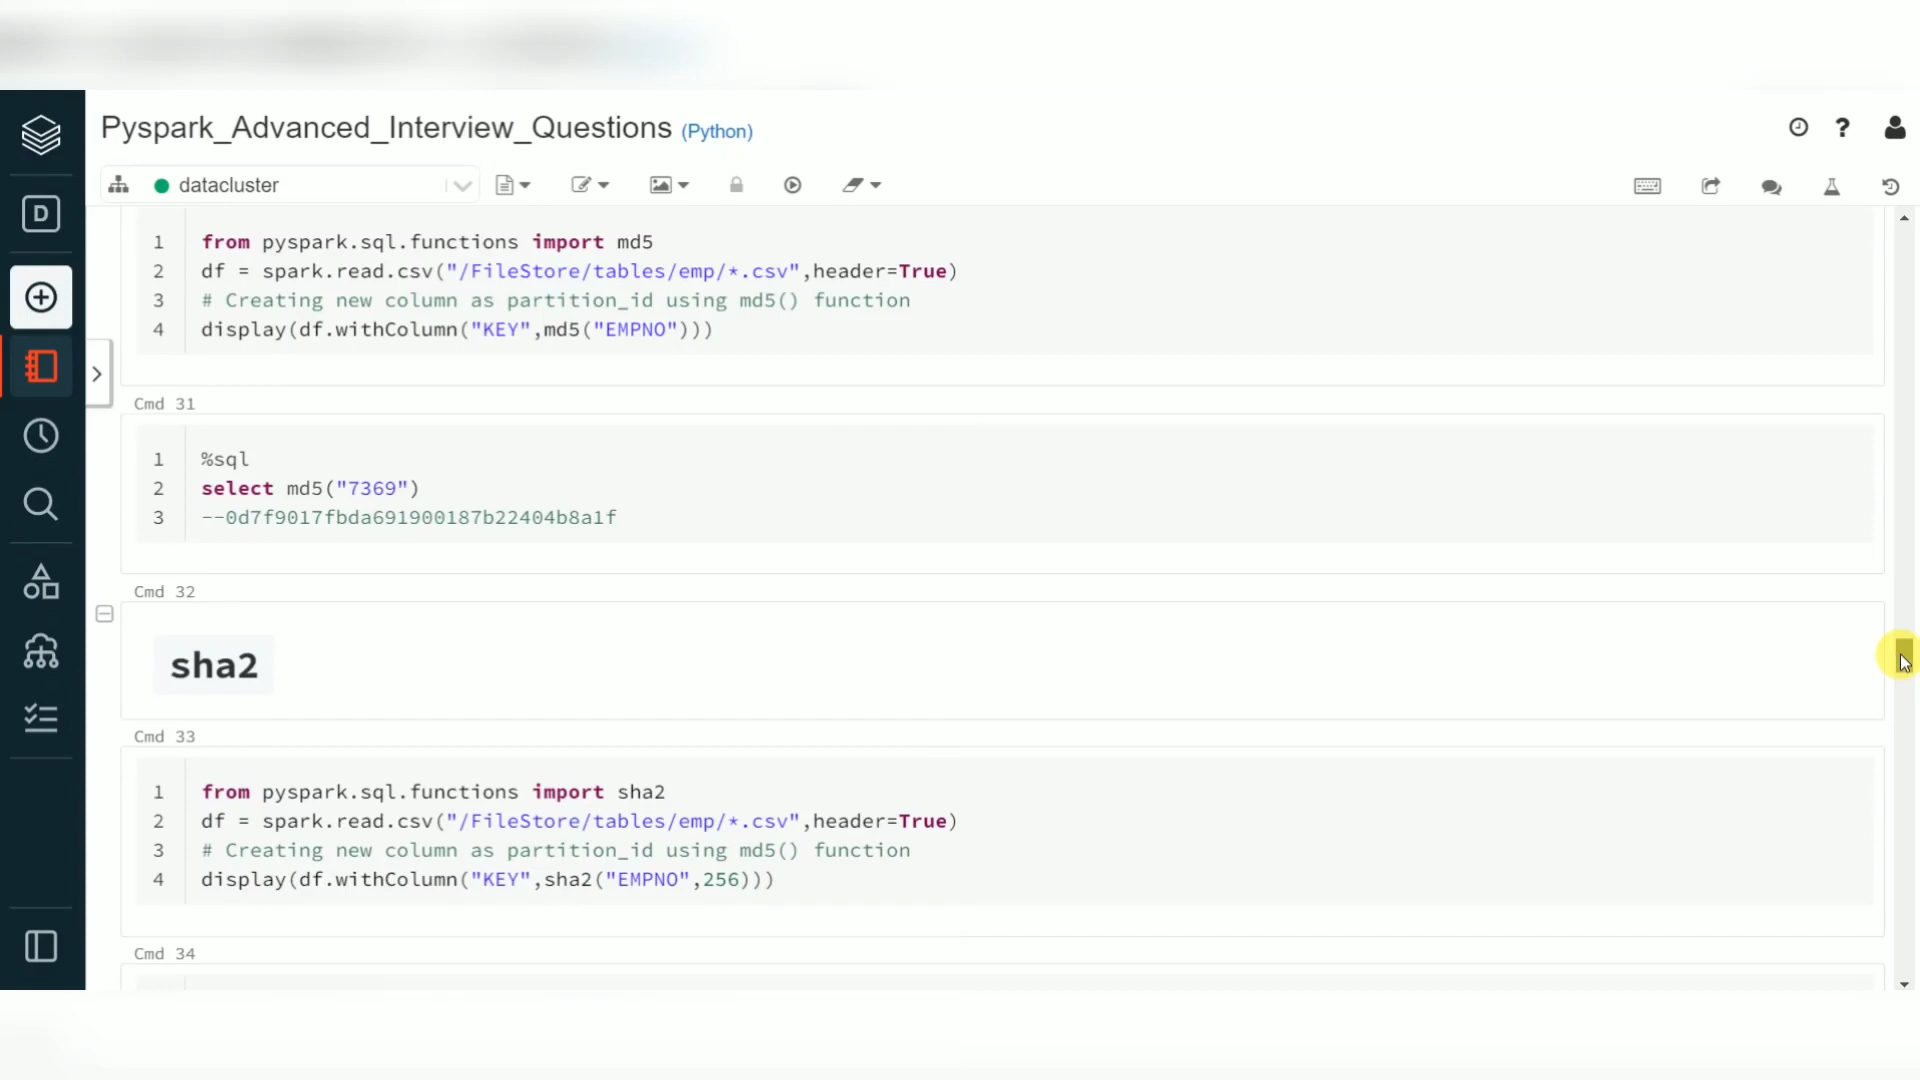 Pyspark_Advanced_Interview_Questions (Python)
datacluster
D
1 from pyspark.sql.functions import md5
2 df = spark.read.csv("/FileStore/tables/emp/*.csv",header=True)
3 # Creating new column as partition_id using md5() function
4 display(df.withColumn("KEY",md5("EMPNO")))
Cmd 31
1 %sql
2 select md5("7369")
3 --0d7f9017fbda691900187b22404b8a1f
Cmd 32
sha2
Cmd 33
1 from pyspark.sql.functions import sha2
2 df = spark.read.csv("/FileStore/tables/emp/*.csv",header=True)
3 # Creating new column as partition_id using md5() function
4 display(df.withColumn("KEY",sha2("EMPNO",256)))
Cmd 34